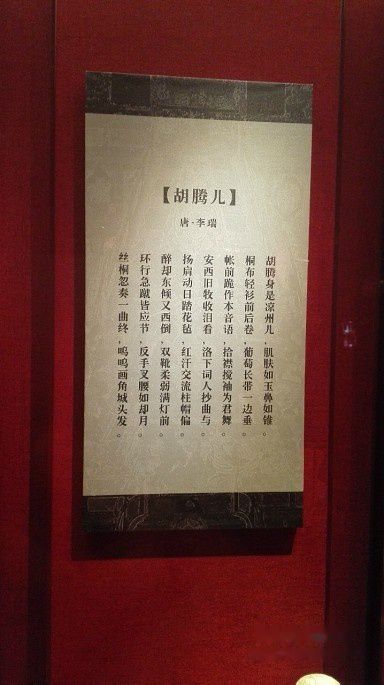 【胡腾儿】
唐·李瑞
胡腾身是凉州儿，肌肤如玉鼻如锥
桐布轻衫前后卷，葡萄长带一边垂
帐前跪作本音语，拾襟搅袖为君舞
安西旧牧收泪看，洛下词人抄曲与
扬眉动目踏花毡，红汗交流柱帽偏
醉却东倾又西倒，双靴柔弱满灯前
环行急蹴皆应节，反手叉腰如却月
丝桐忽奏一曲终，呜呜画角城头发。